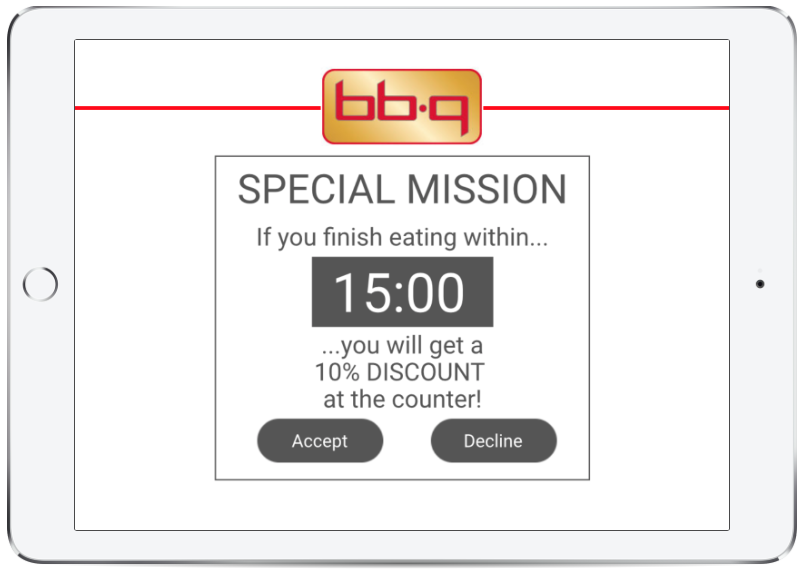 bb.q
SPECIAL MISSION
If you finish eating within...
15:00
...you will get a
10% DISCOUNT
at the counter!
Accept
Decline